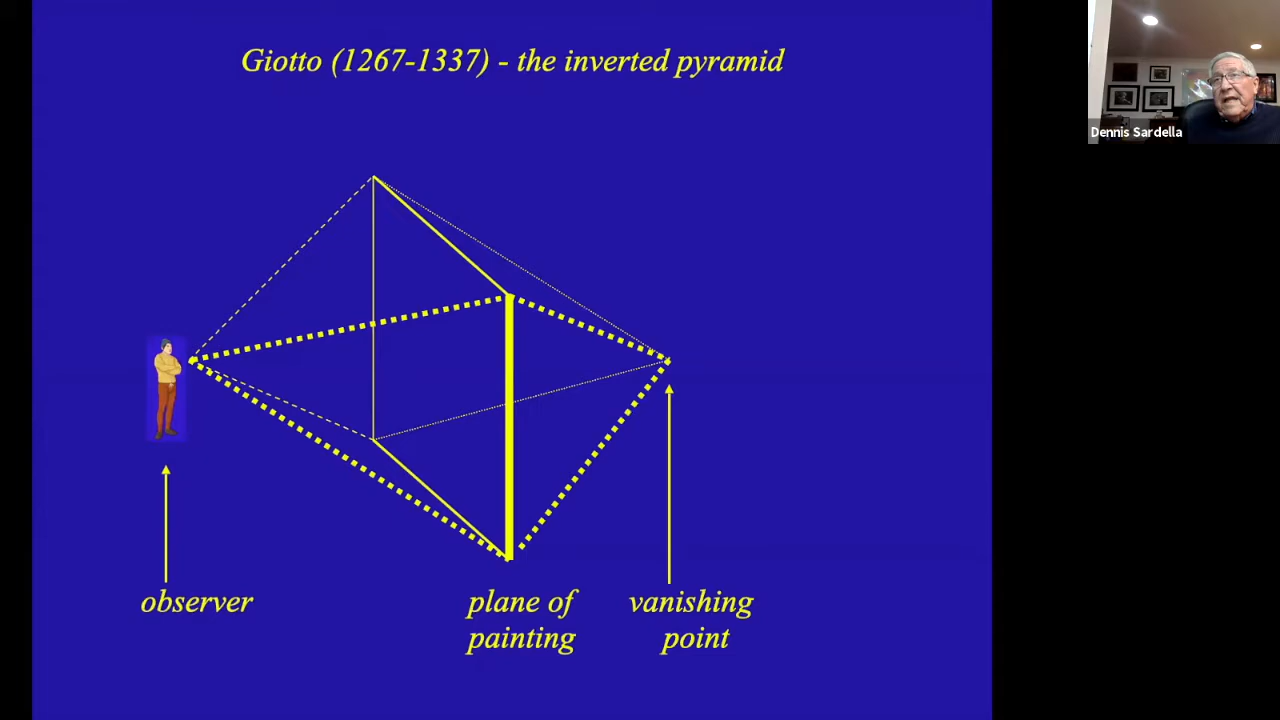 Giotto (1267-1337) - the inverted pyramid
Dennis Sardella
observer
plane of
painting
vanishing
point